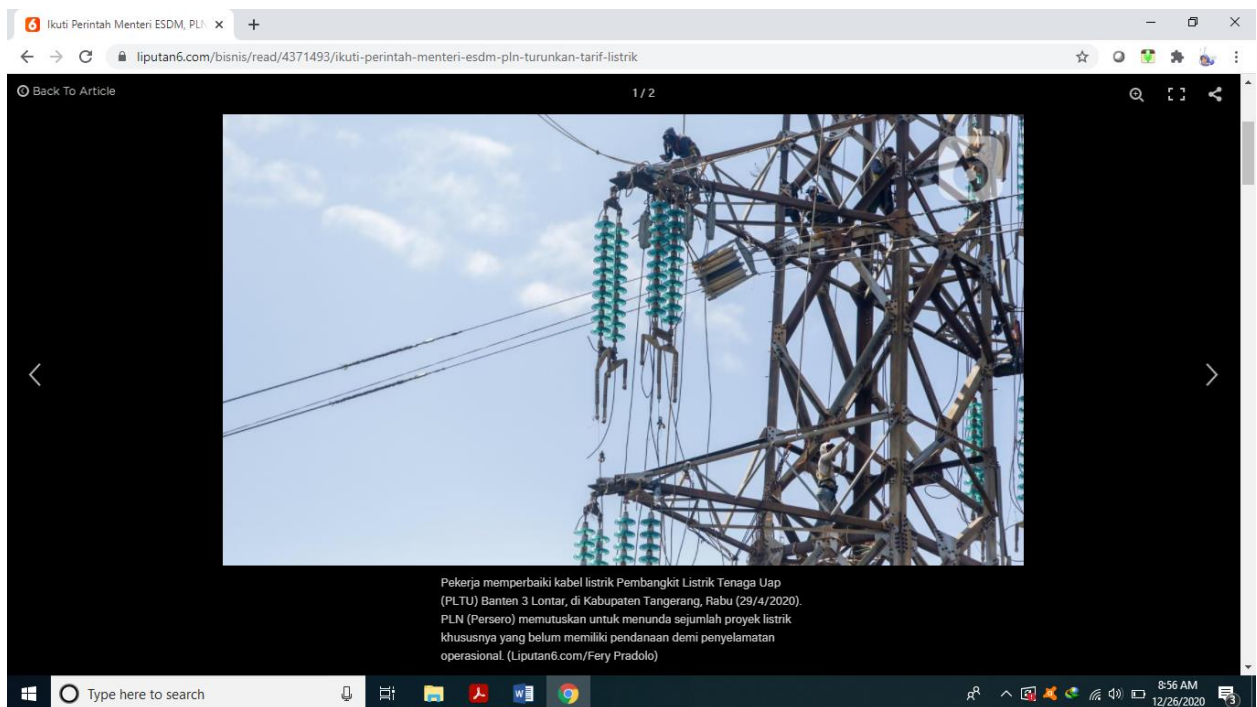 Ikuti Perintah Menteri ESDM, PLN
liputan6.com/bisnis/read/4371493/ikuti-perintah-menteri-esdm-pln-turunkan-tarif-listrik
Back To Article
1 / 2
Pekerja memperbaiki kabel listrik Pembangkit Listrik Tenaga Uap
(PLTU) Banten 3 Lontar, di Kabupaten Tangerang, Rabu (29/4/2020).
PLN (Persero) memutuskan untuk menunda sejumlah proyek listrik
khususnya yang belum memiliki pendanaan demi penyelamatan
operasional. (Liputan6.com/Fery Pradolo)
Type here to search
8:56 AM
12/26/2020
3